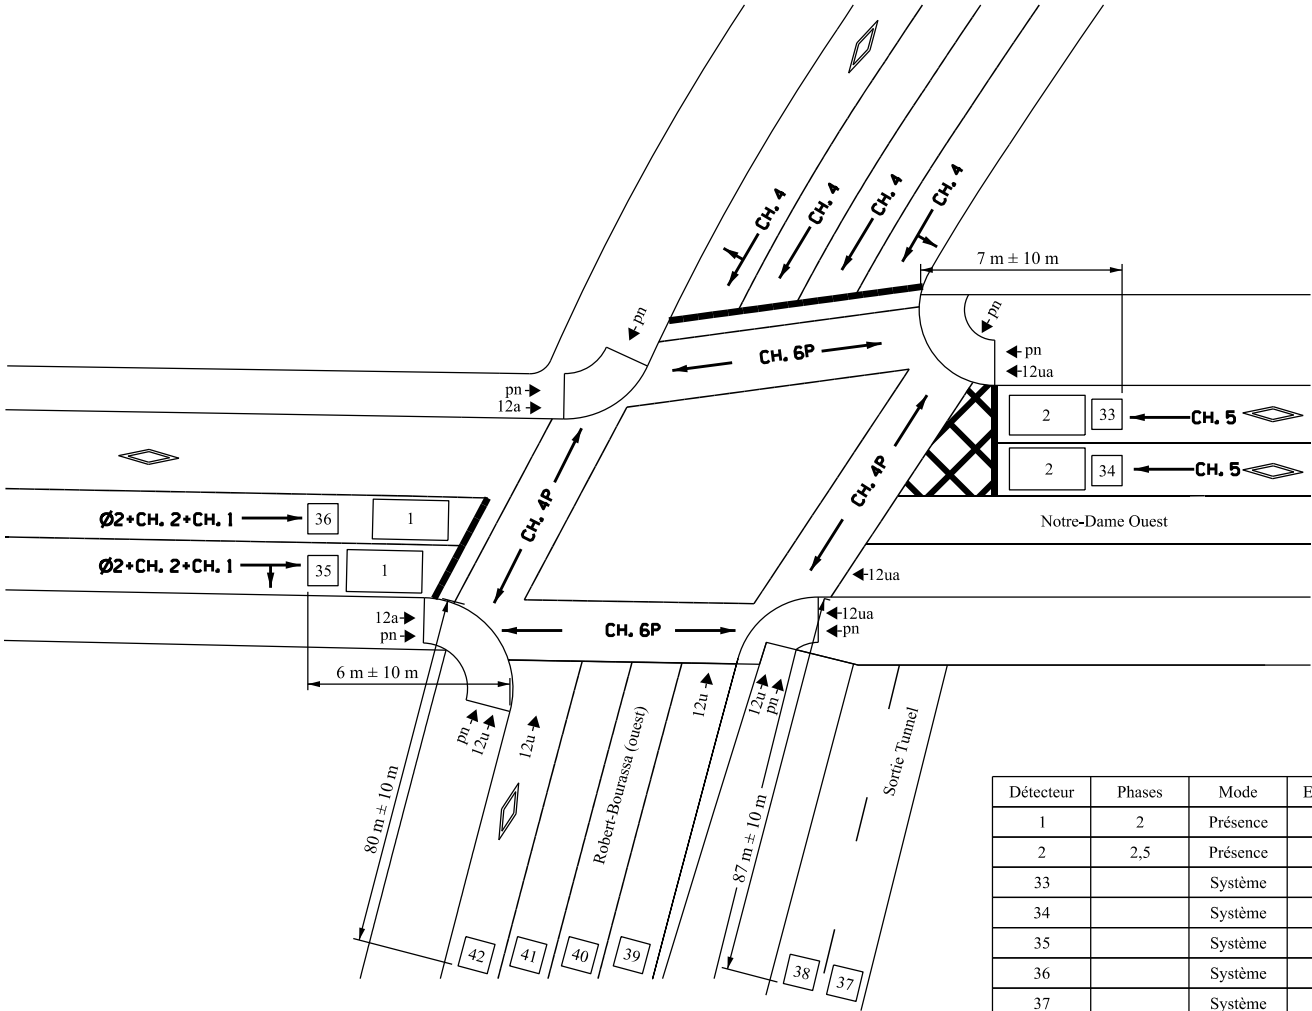 CH. 4
CH. 4
CH. 4
CH. 4
7 m ± 10 m
pn
pn
CH. 6P
pn
12ua
pn
12a
2
33
CH. 5
2
34
CH. 5
CH. 4P
CH. 4P
Ø2+CH. 2+CH. 1
36
1
Notre-Dame Ouest
Ø2+CH. 2+CH. 1
35
1
12ua
12a
pn
CH. 6P
12ua
pn
6 m ± 10 m
pn
12u
12u
12u
12u
pn
80 m ± 10 m
Robert-Bourassa (ouest)
87 m ± 10 m
Sortie Tunnel
42
41
40
39
38
37
Détecteur Phases Mode
1 2 Présence
2 2,5 Présence
33 Système
34 Système
35 Système
36 Système
37 Système